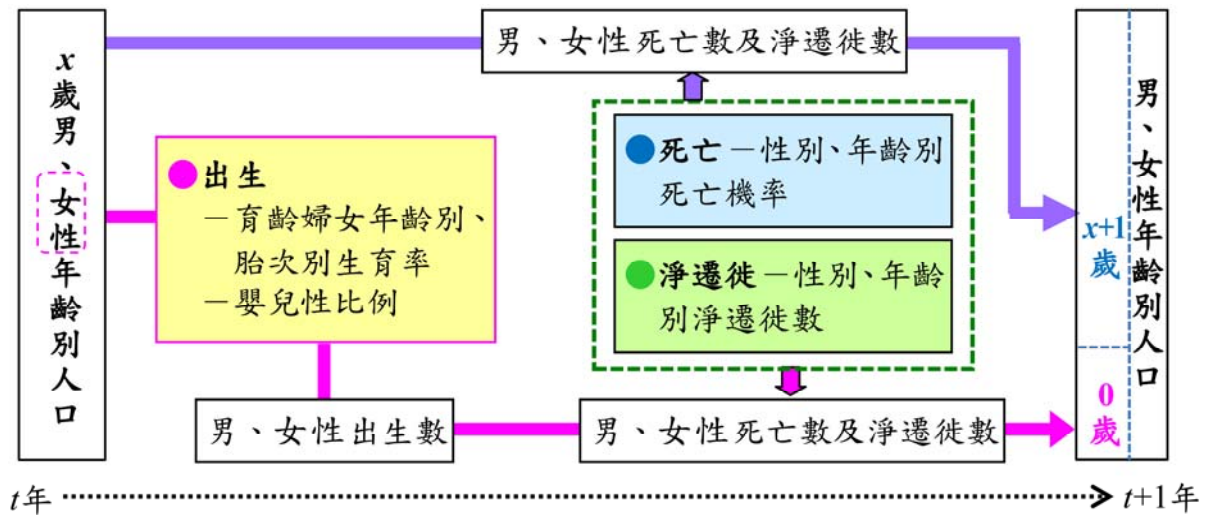 x歲男、女性年齡別人口
男、女性死亡數及淨遷徙數
出生
－育齡婦女年齡別、
胎次別生育率
－嬰兒性比例
死亡－性別、年齡別
死亡機率
淨遷徙－性別、年齡
別淨遷徙數
男、女性出生數
男、女性死亡數及淨遷徙數
x+1
歲
0
歲
男、女性年齡別人口
t年
t+1年